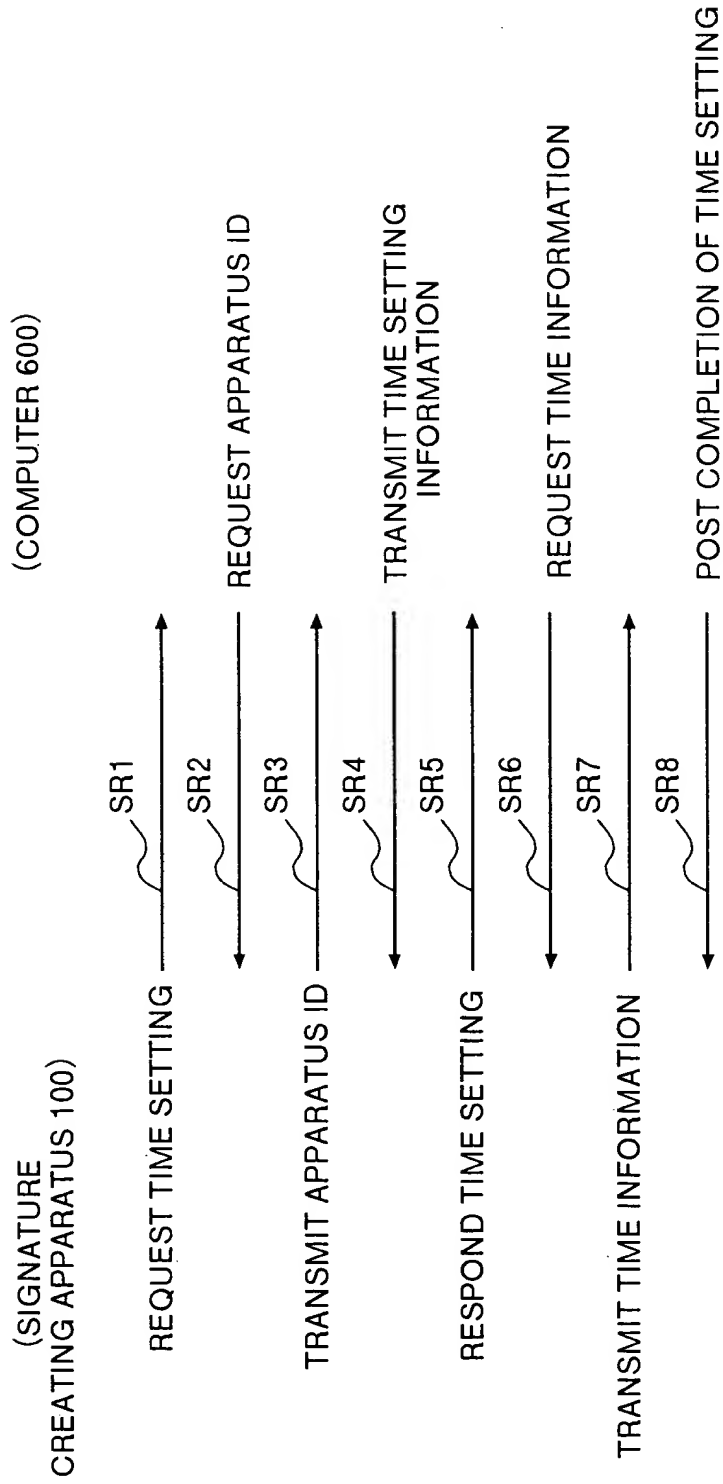 (SIGNATURE
CREATING APPARATUS 100)
(COMPUTER 600)
REQUEST TIME SETTING
SR1
SR2
REQUEST APPARATUS ID
TRANSMIT APPARATUS ID
SR3
SR4
TRANSMIT TIME SETTING
INFORMATION
RESPOND TIME SETTING
SR5
SR6
REQUEST TIME INFORMATION
TRANSMIT TIME INFORMATION
SR7
SR8
POST COMPLETION OF TIME SETTING